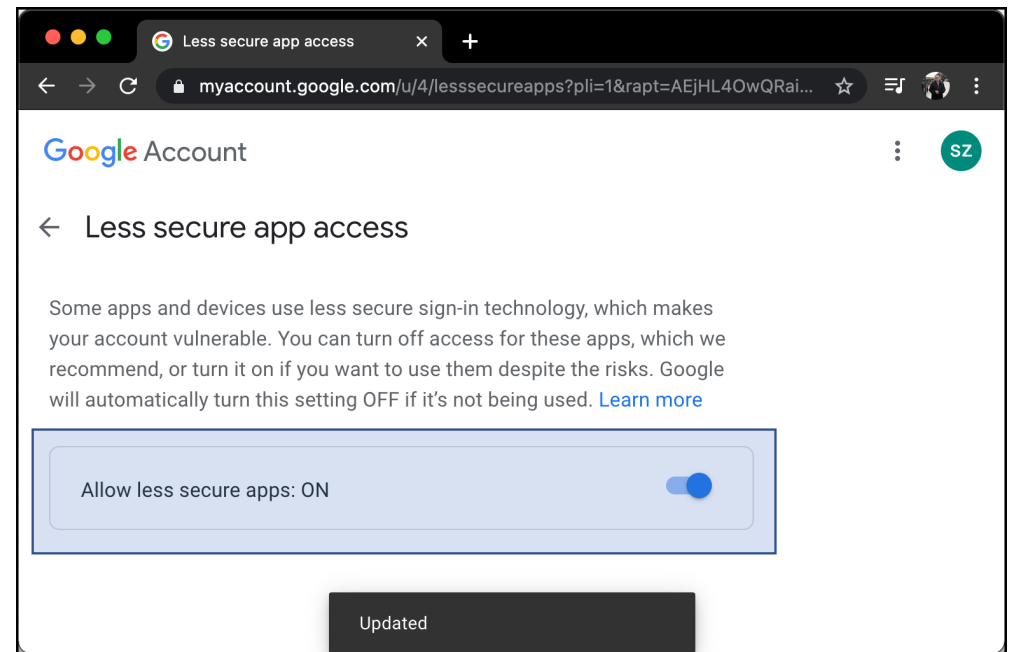 Less secure app access
myaccount.google.com/u/4/lesssecureapps?pli=1&rapt=AEjHL4OwQRai...
Google Account
SZ
Less secure app access
Some apps and devices use less secure sign-in technology, which makes
your account vulnerable. You can turn off access for these apps, which we
recommend, or turn it on if you want to use them despite the risks. Google
will automatically turn this setting OFF if it’s not being used. Learn more
Allow less secure apps: ON
Updated